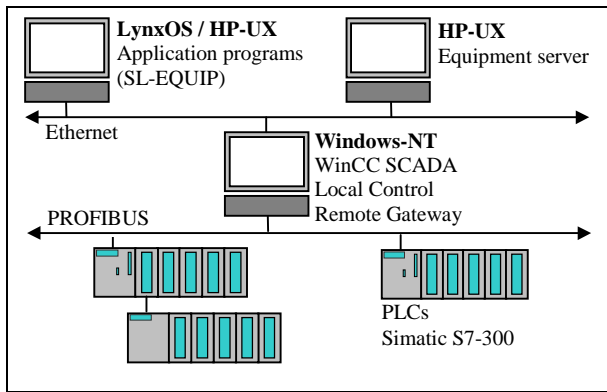 LynxOS / HP-UX
Application programs
(SL-EQUIP)
HP-UX
Equipment server
Ethernet
Windows-NT
WinCC SCADA
Local Control
Remote Gateway
PROFIBUS
PLCs
Simatic S7-300